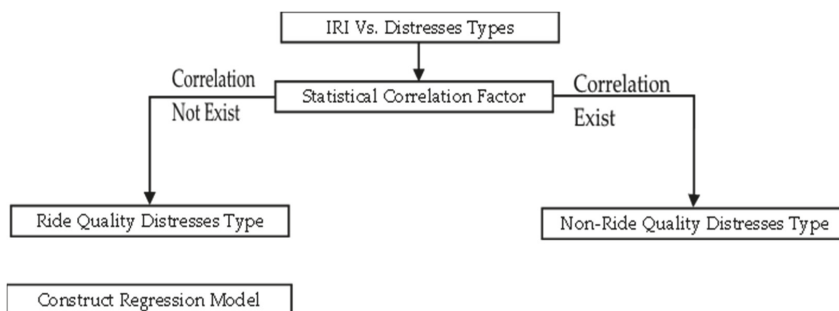 IRI Vs. Distresses Types
Correlation
Not Exist
Statistical Correlation Factor
Correlation
Exist
Ride Quality Distresses Type
Non-Ride Quality Distresses Type
Construct Regression Model